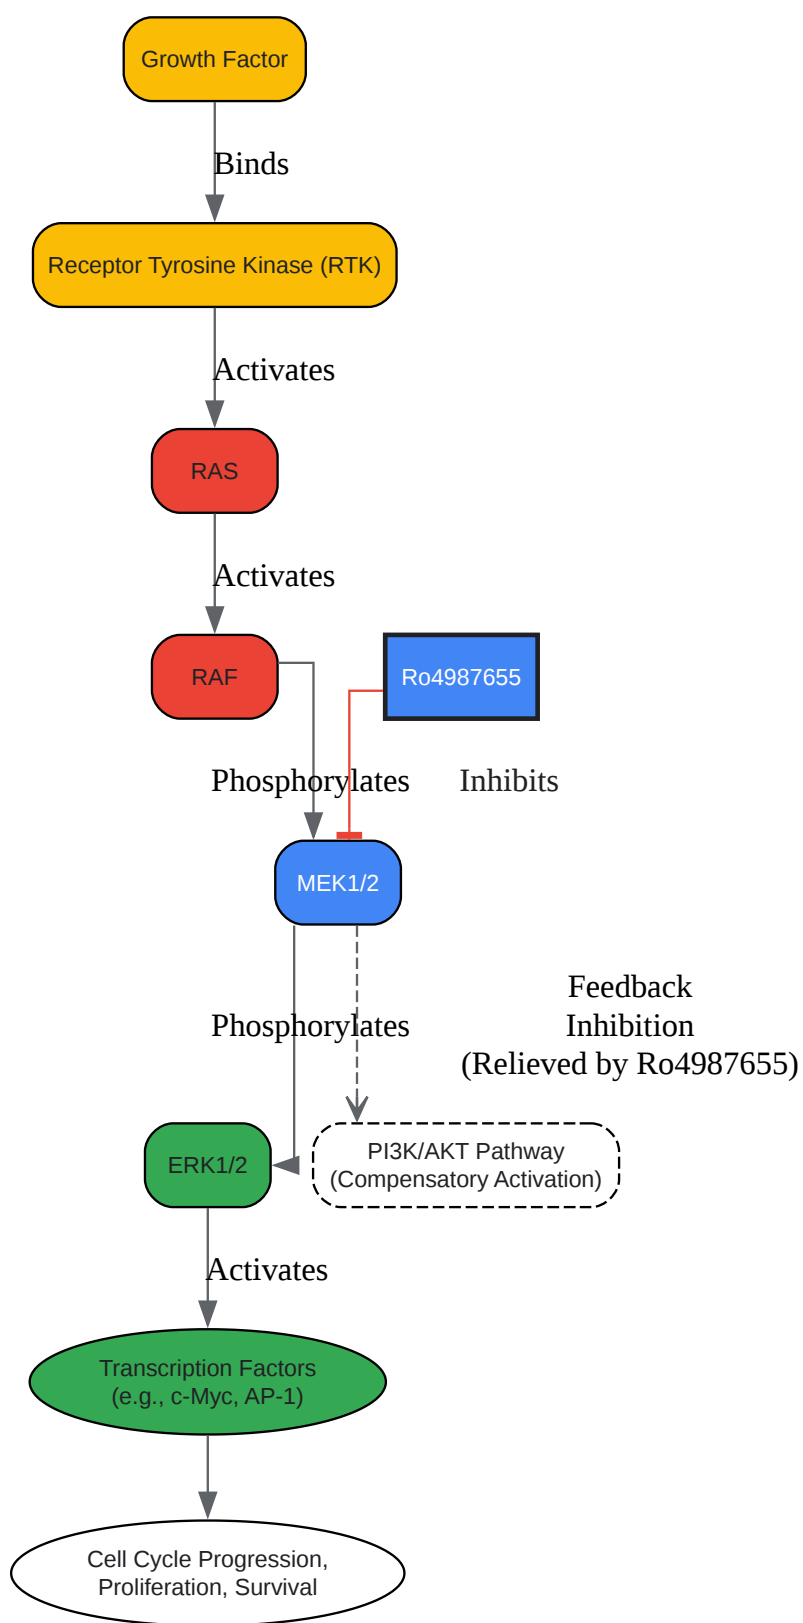 Growth Factor
Binds
Receptor Tyrosine Kinase (RTK)
Activates
RAS
Activates
RAF
Ro4987655
Phosphorylates
Inhibits
MEK1/2
Phosphorylates
Feedback
Inhibition
(Relieved by Ro4987655)
ERK1/2
PI3K/AKT Pathway
(Compensatory Activation)
Activates
Transcription Factors
(e.g., c-Myc, AP-1)
Cell Cycle Progression,
Proliferation, Survival